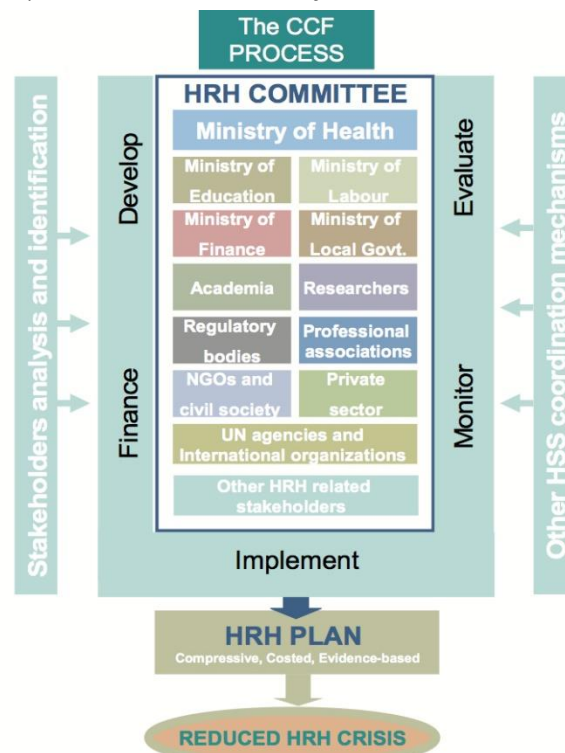 The CCF
PROCESS
HRH COMMITTEE
Ministry of Health
Ministry of
Education
Ministry of
Labour
Ministry of
Finance
Ministry of
Local Govt.
Academia
Researchers
Regulatory
bodies
Professional
associations
NGOs and
civil society
Private
sector
UN agencies and
International organizations
Other HRH related
stakeholders
Stakeholders analysis and identification
Develop
Finance
Implement
Monitor
Evaluate
Other HSS coordination mechanisms
HRH PLAN
Compressive, Costed, Evidence-based
REDUCED HRH CRISIS